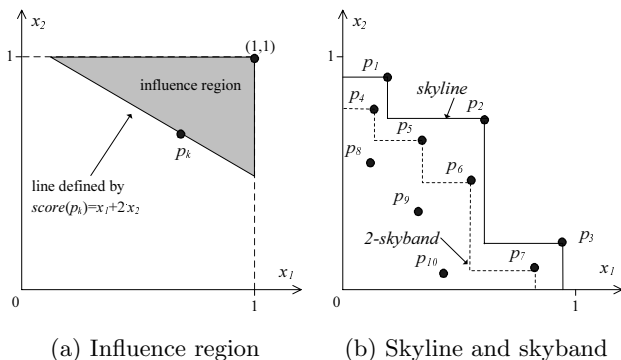 x2
1
(1,1)
influence region
pk
line defined by
score(pk)=x1+2·x2
x1
0
1
(a) Influence region
x2
1
p1
skyline
p4
p2
p5
p8
p6
p9
2-skyband
p3
p10
p7
x1
0
1
(b) Skyline and skyband